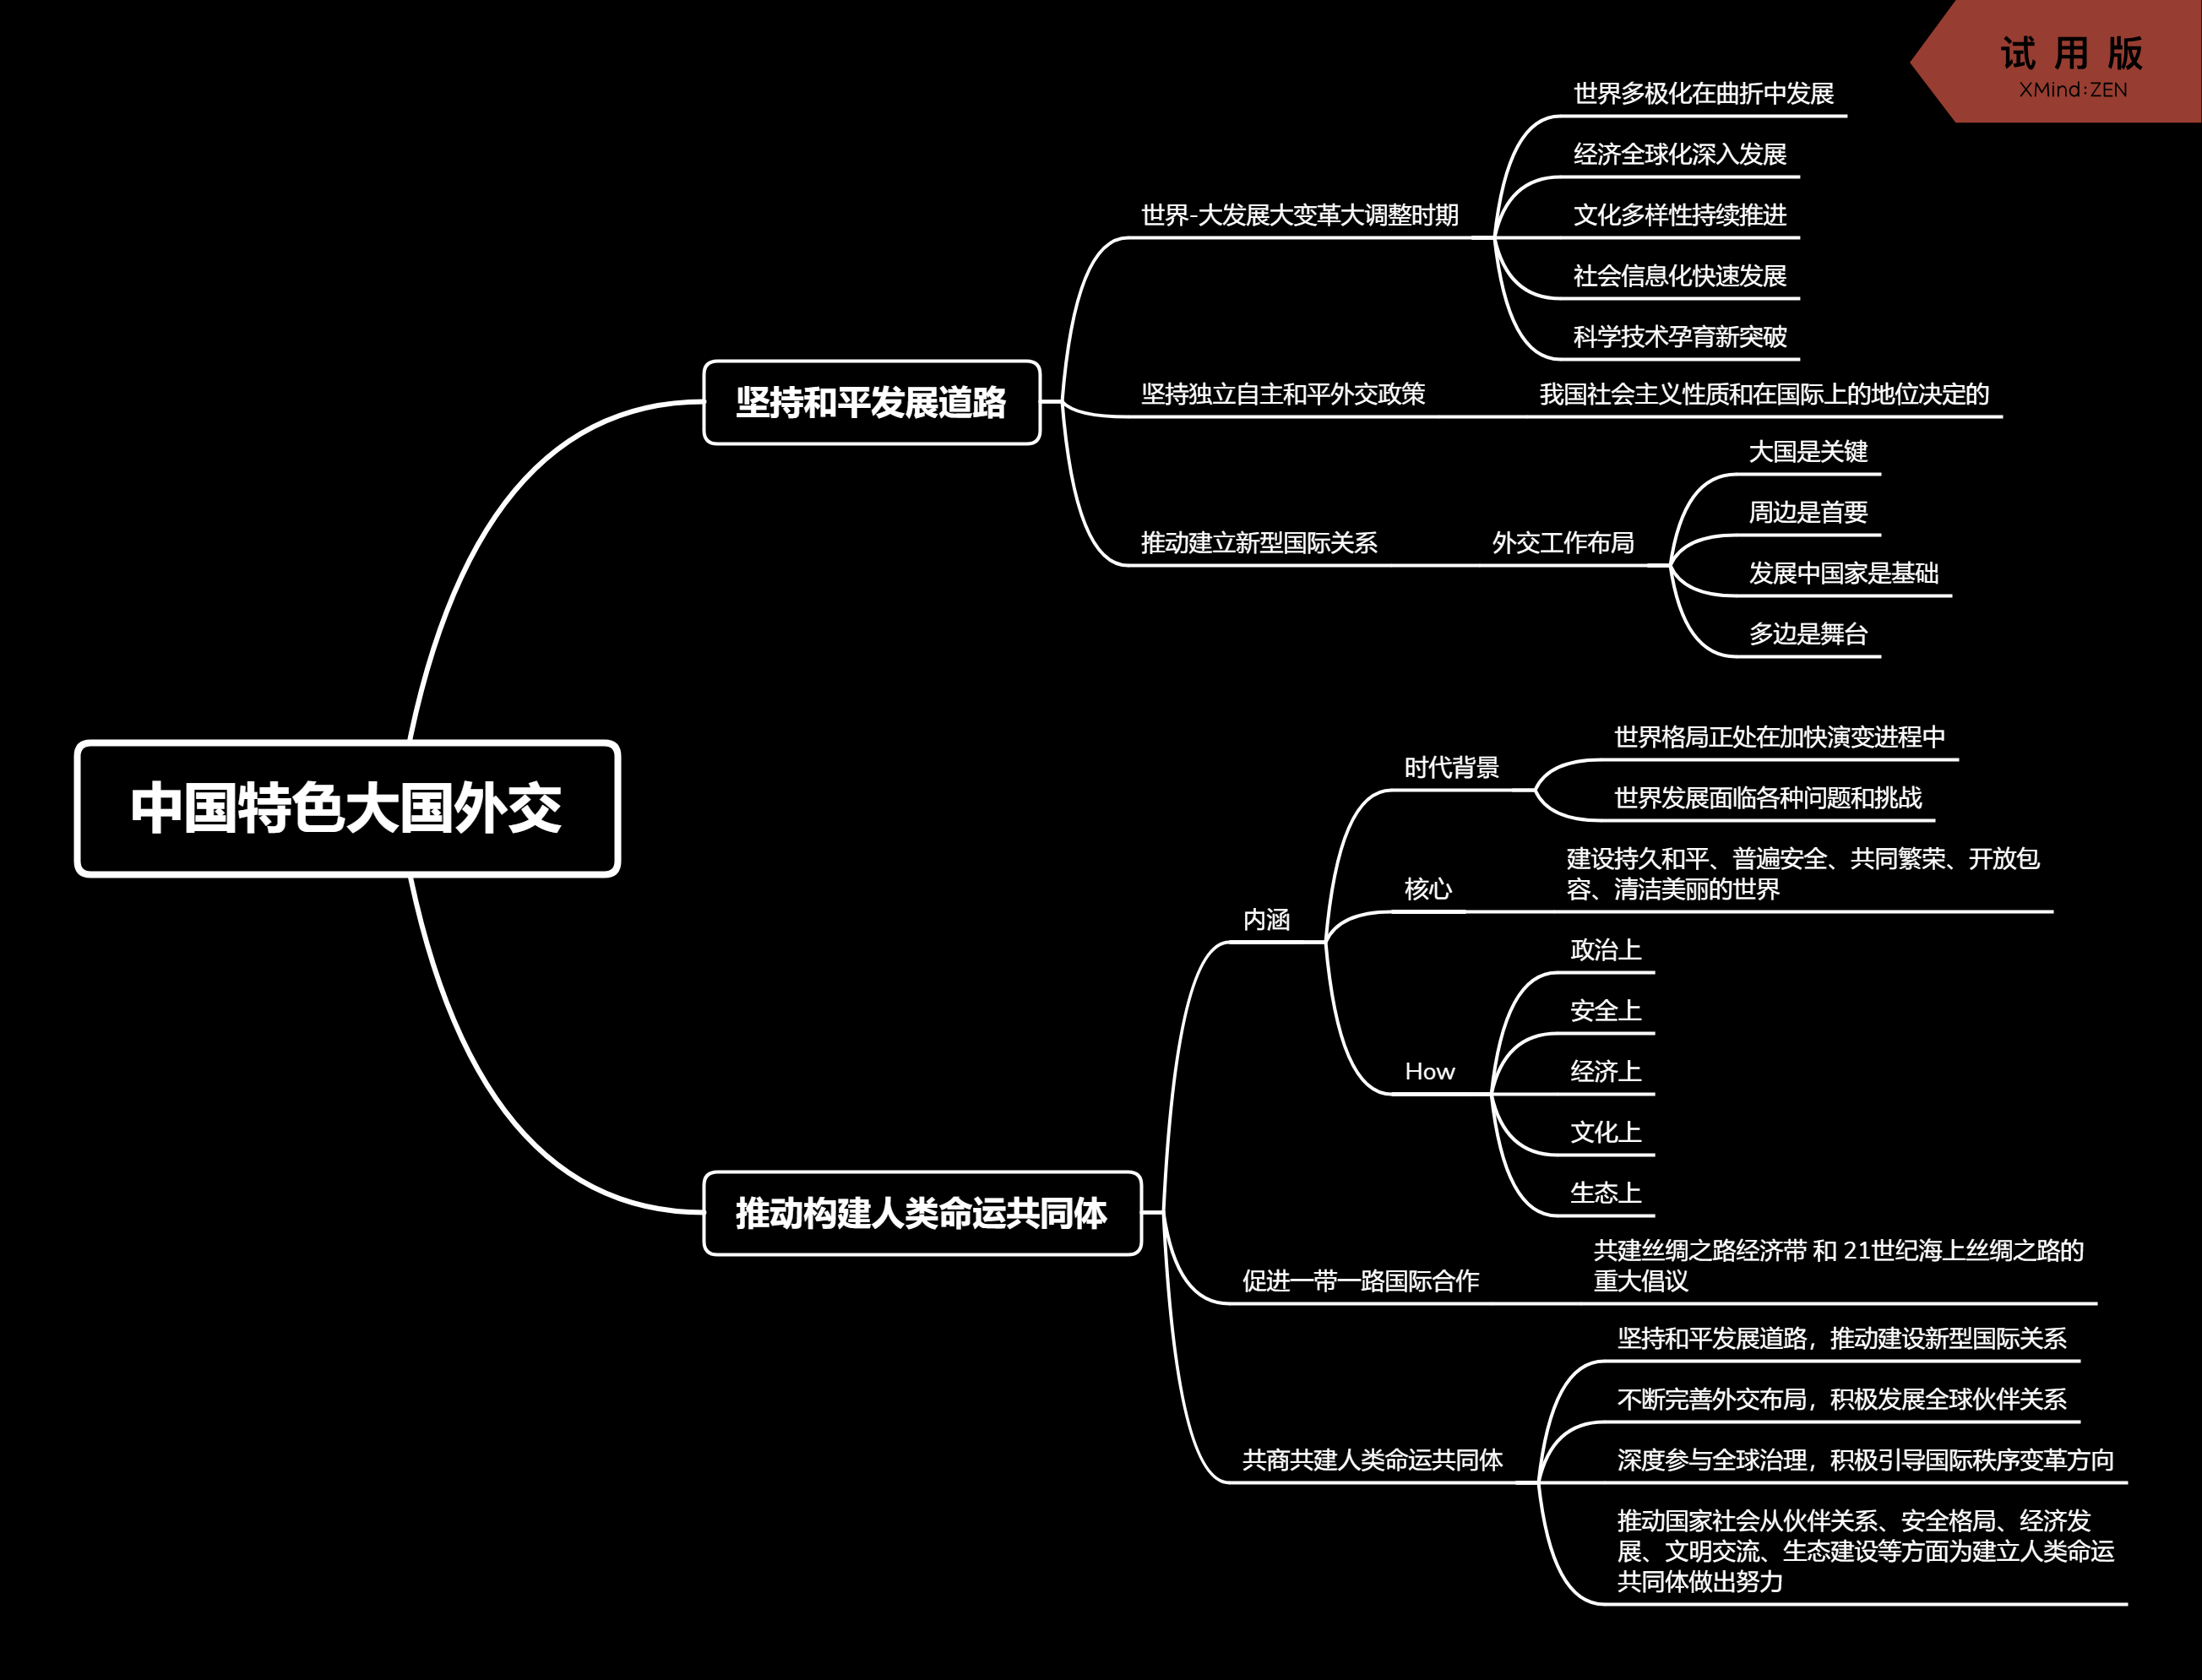 试用版
XMind:ZEN
中国特色大国外交
坚持和平发展道路
世界-大发展大变革大调整时期
世界多极化在曲折中发展
经济全球化深入发展
文化多样性持续推进
社会信息化快速发展
科学技术孕育新突破
坚持独立自主和平外交政策
我国社会主义性质和在国际上的地位决定的
推动建立新型国际关系
外交工作布局
大国是关键
周边是首要
发展中国家是基础
多边是舞台
推动构建人类命运共同体
内涵
时代背景
世界格局正处在加快演变进程中
世界发展面临各种问题和挑战
核心
建设持久和平、普遍安全、共同繁荣、开放包
容、清洁美丽的世界
How
政治上
安全上
经济上
文化上
生态上
促进一带一路国际合作
共建丝绸之路经济带 和 21世纪海上丝绸之路的
重大倡议
共商共建人类命运共同体
坚持和平发展道路，推动建设新型国际关系
不断完善外交布局，积极发展全球伙伴关系
深度参与全球治理，积极引导国际秩序变革方向
推动国家社会从伙伴关系、安全格局、经济发
展、文明交流、生态建设等方面为建立人类命运
共同体做出努力